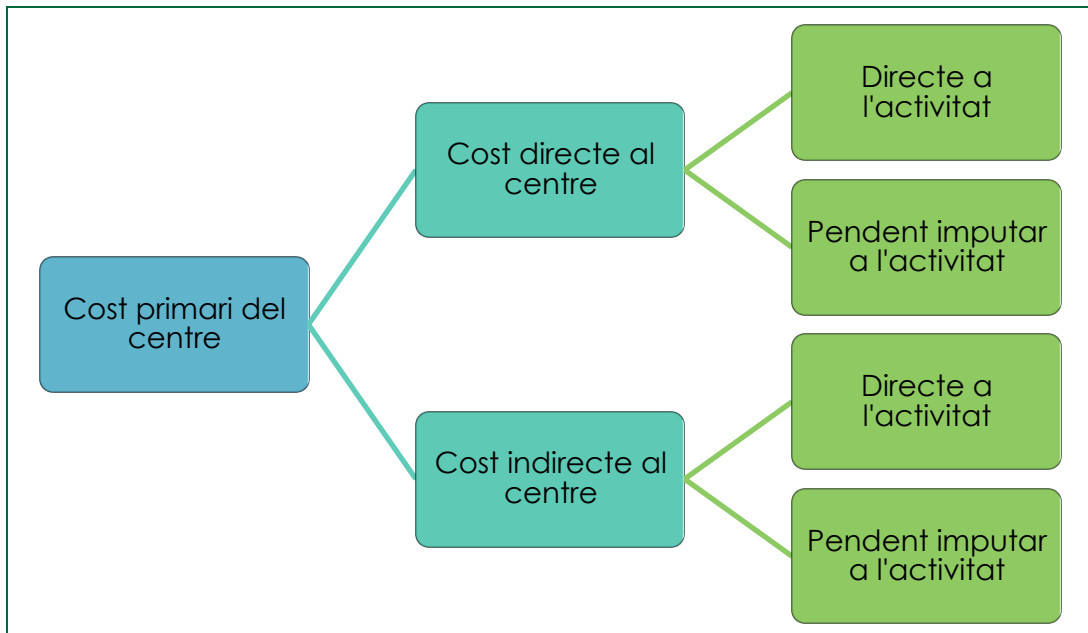 Cost primari del
centre
Cost directe al
centre
Directe a
l'activitat
Pendent imputar
a l'activitat
Cost indirecte al
centre
Directe a
l'activitat
Pendent imputar
a l'activitat